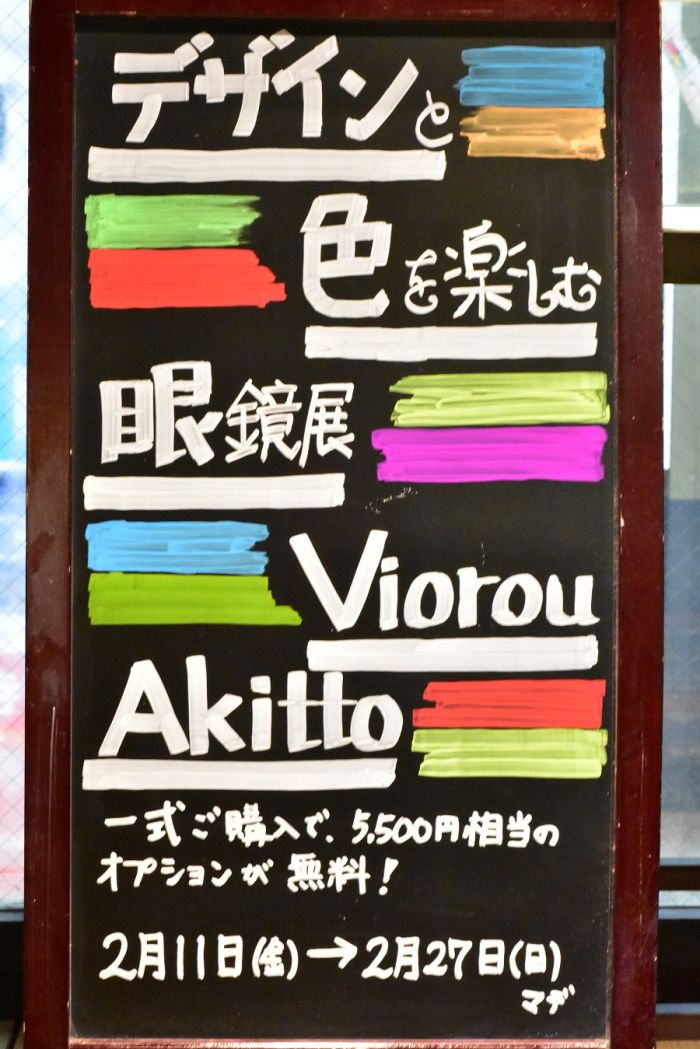 デザインと
色を楽しむ
眼鏡展
Viorou
Akitto
一式ご購入で、5,500円相当の
オプションが無料!
2月11日(金)→2月27日(日)
マデ